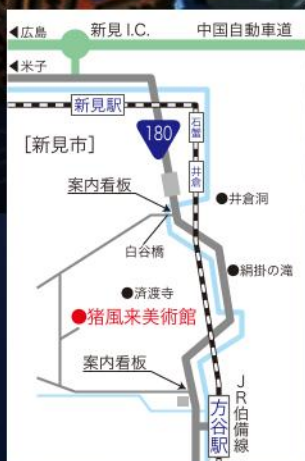 ◀広島
新見I.C.
中国自動車道
◀米子
新見駅
石蟹
180
[新見市]
井倉
案内看板
●井倉洞
白谷橋
●絹掛の滝
●済渡寺
●猪風来美術館
案内看板
JR伯備線
方谷駅